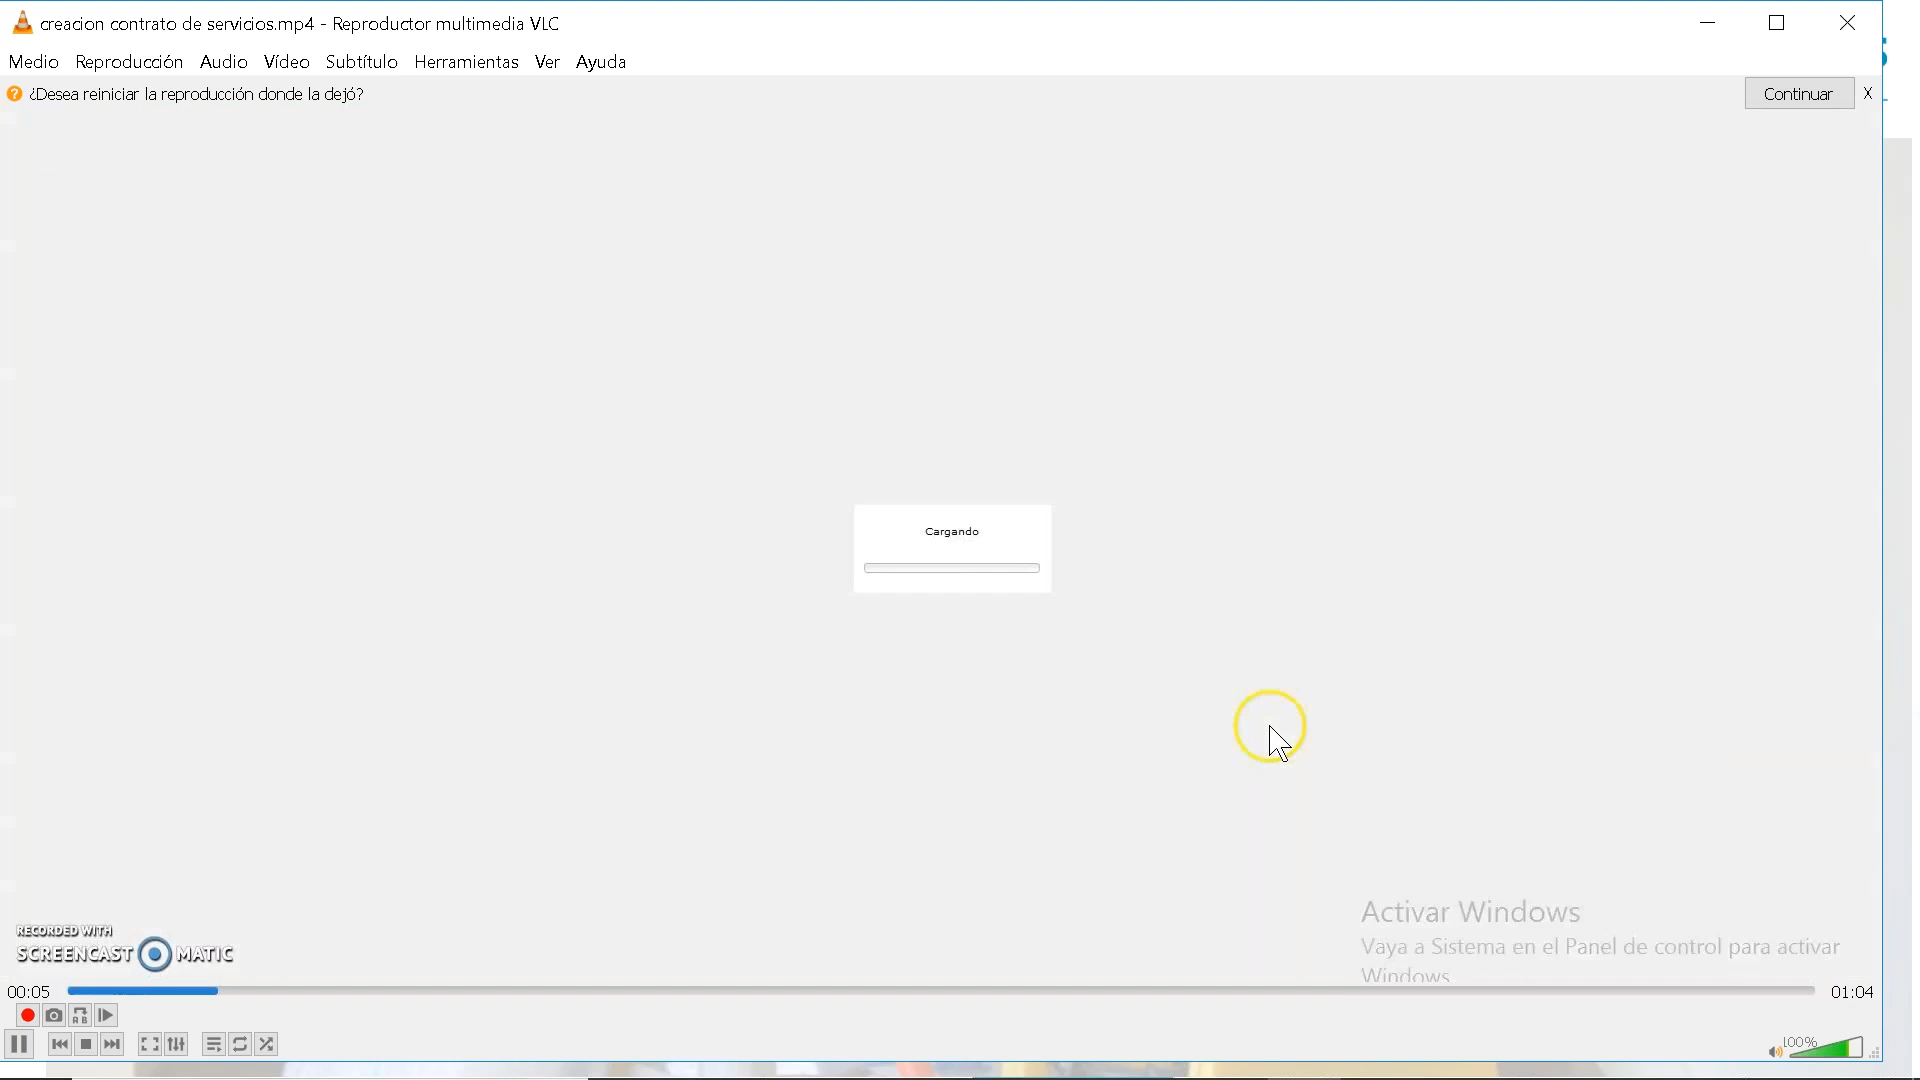 creacion contrato de servicios.mp4 - Reproductor multimedia VLC
Medio Reproducción Audio Vídeo Subtítulo Herramientas Ver Ayuda
¿Desea reiniciar la reproducción donde la dejó?
Continuar X
Cargando
Activar Windows
Vaya a Sistema en el Panel de control para activar
Windows
RECORDED WITH
SCREENCAST MATIC
00:05
01:04
100%